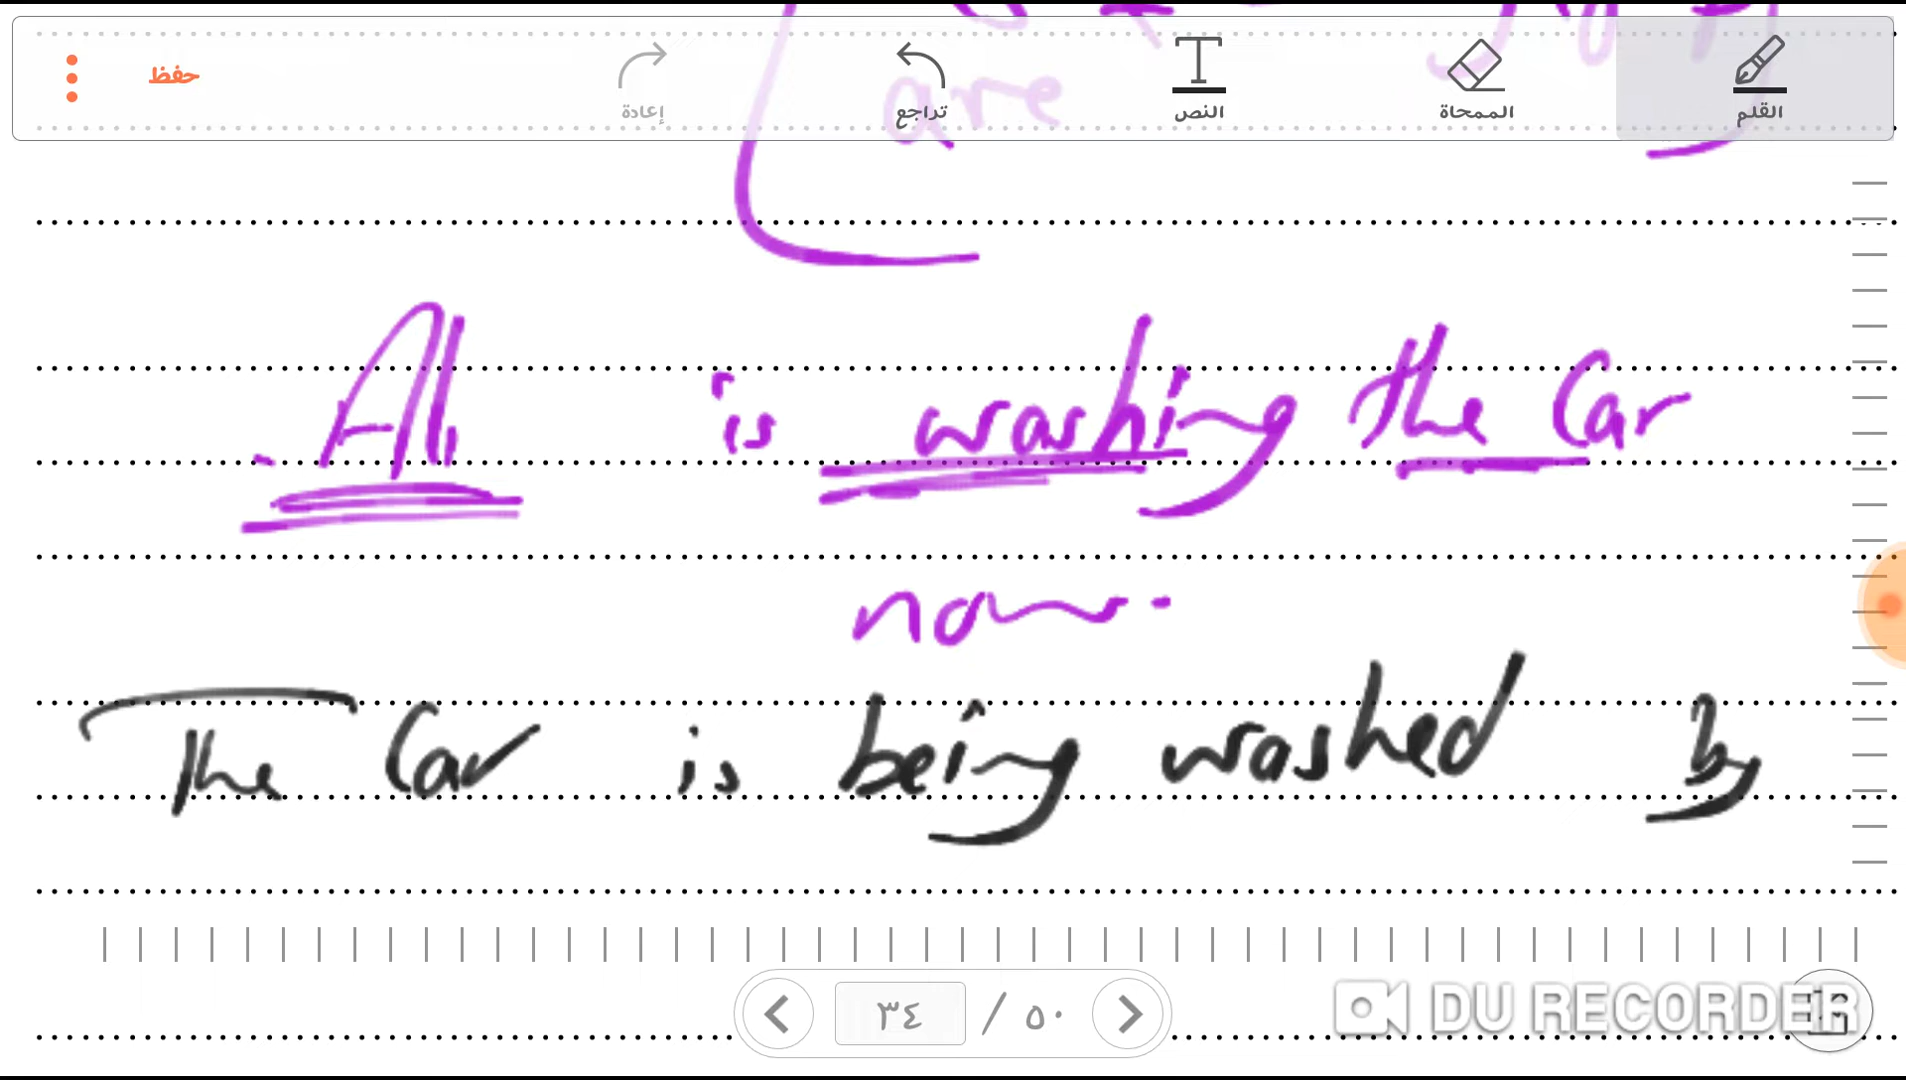 حفظ إعادة تراجع النص الممحاة القلم
are
Ali is washing the Car
now.
The Car is being washed by
٣٤ / ٥٠
DU RECORDER